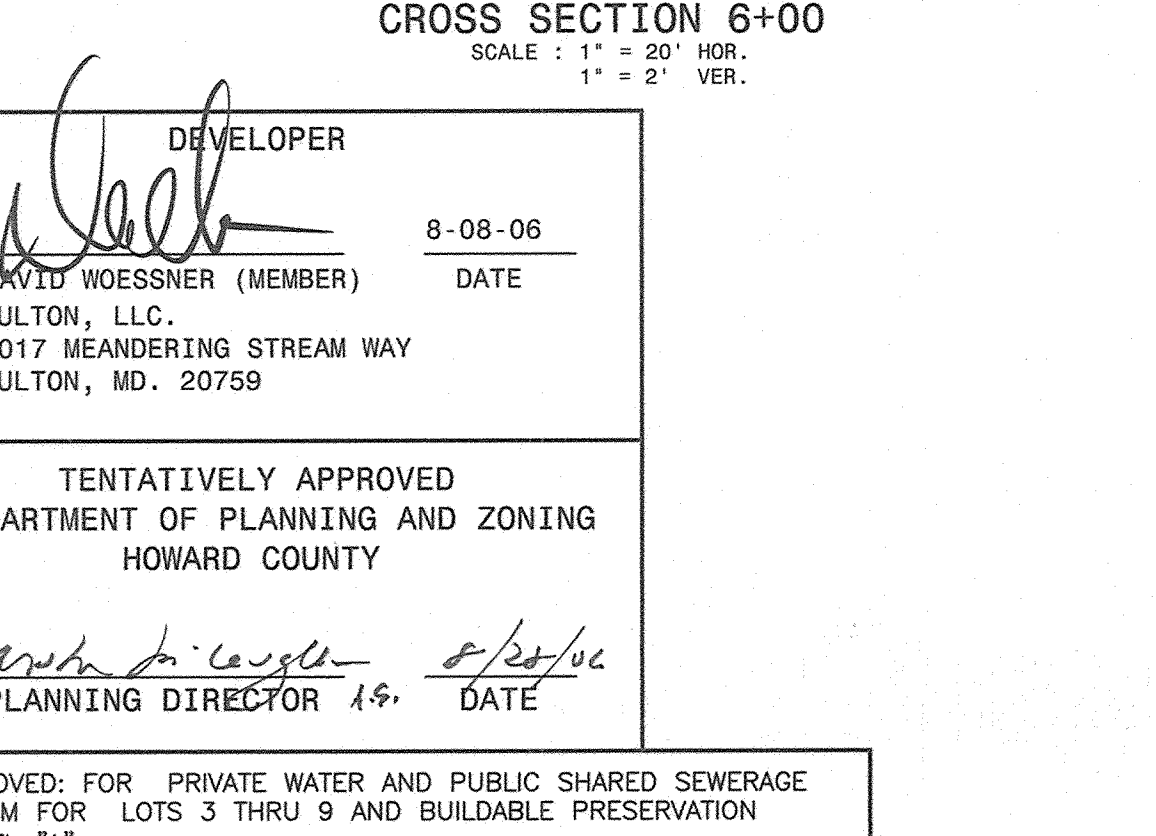 CROSS SECTION 6+00
SCALE : 1" = 20' HOR.
1" = 2' VER.
DEVELOPER
8-08-06
AVID WOESSNER (MEMBER) DATE
ULTON, LLC.
017 MEANDERING STREAM WAY
ULTON, MD. 20759
TENTATIVELY APPROVED
ARTMENT OF PLANNING AND ZONING
HOWARD COUNTY
8/28/06
PLANNING DIRECTOR DATE
OVED: FOR PRIVATE WATER AND PUBLIC SHARED SEWERAGE
M FOR LOTS 3 THRU 9 AND BUILDABLE PRESERVATION